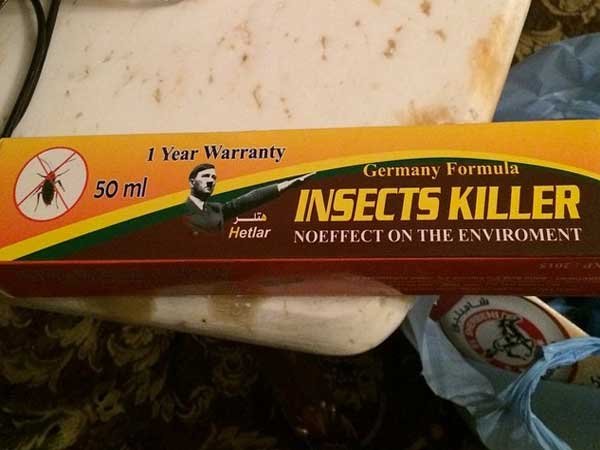 1 Year Warranty
50 ml
Germany Formula
INSECTS KILLER
هتلر
Hetlar
NOEFFECT ON THE ENVIROMENT